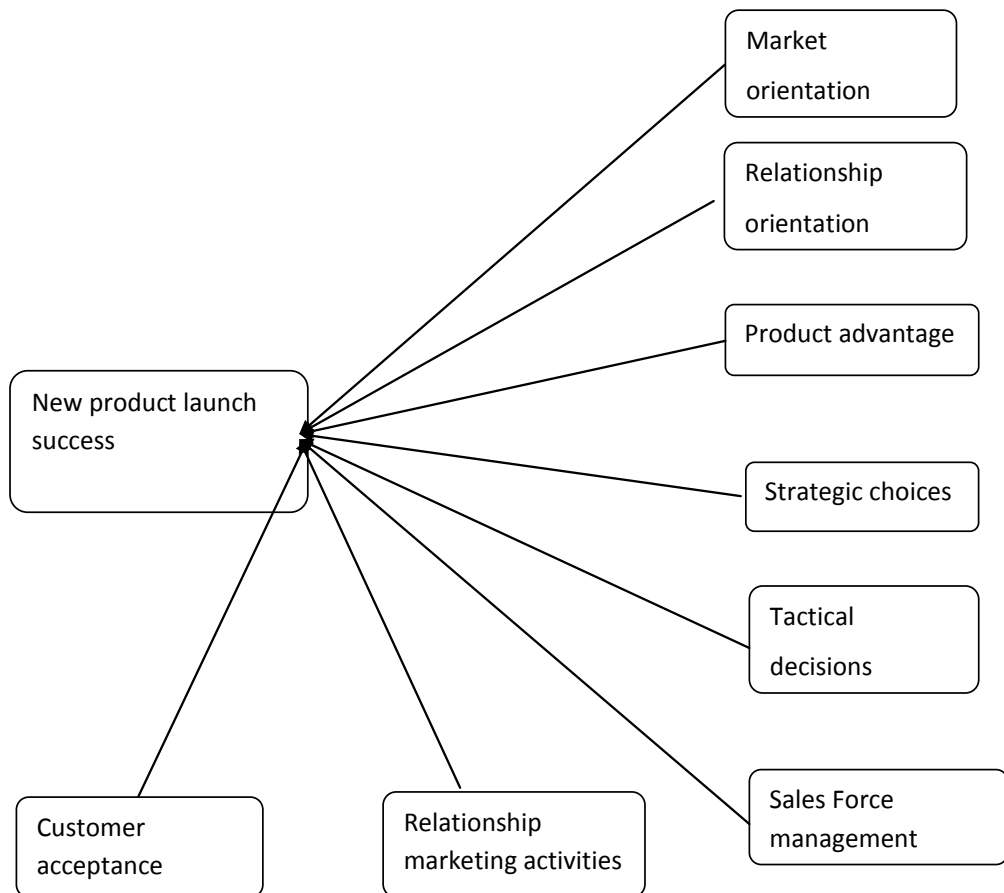 Market
orientation
Relationship
orientation
Product advantage
New product launch
success
Strategic choices
Tactical
decisions
Sales Force
management
Customer
acceptance
Relationship
marketing activities